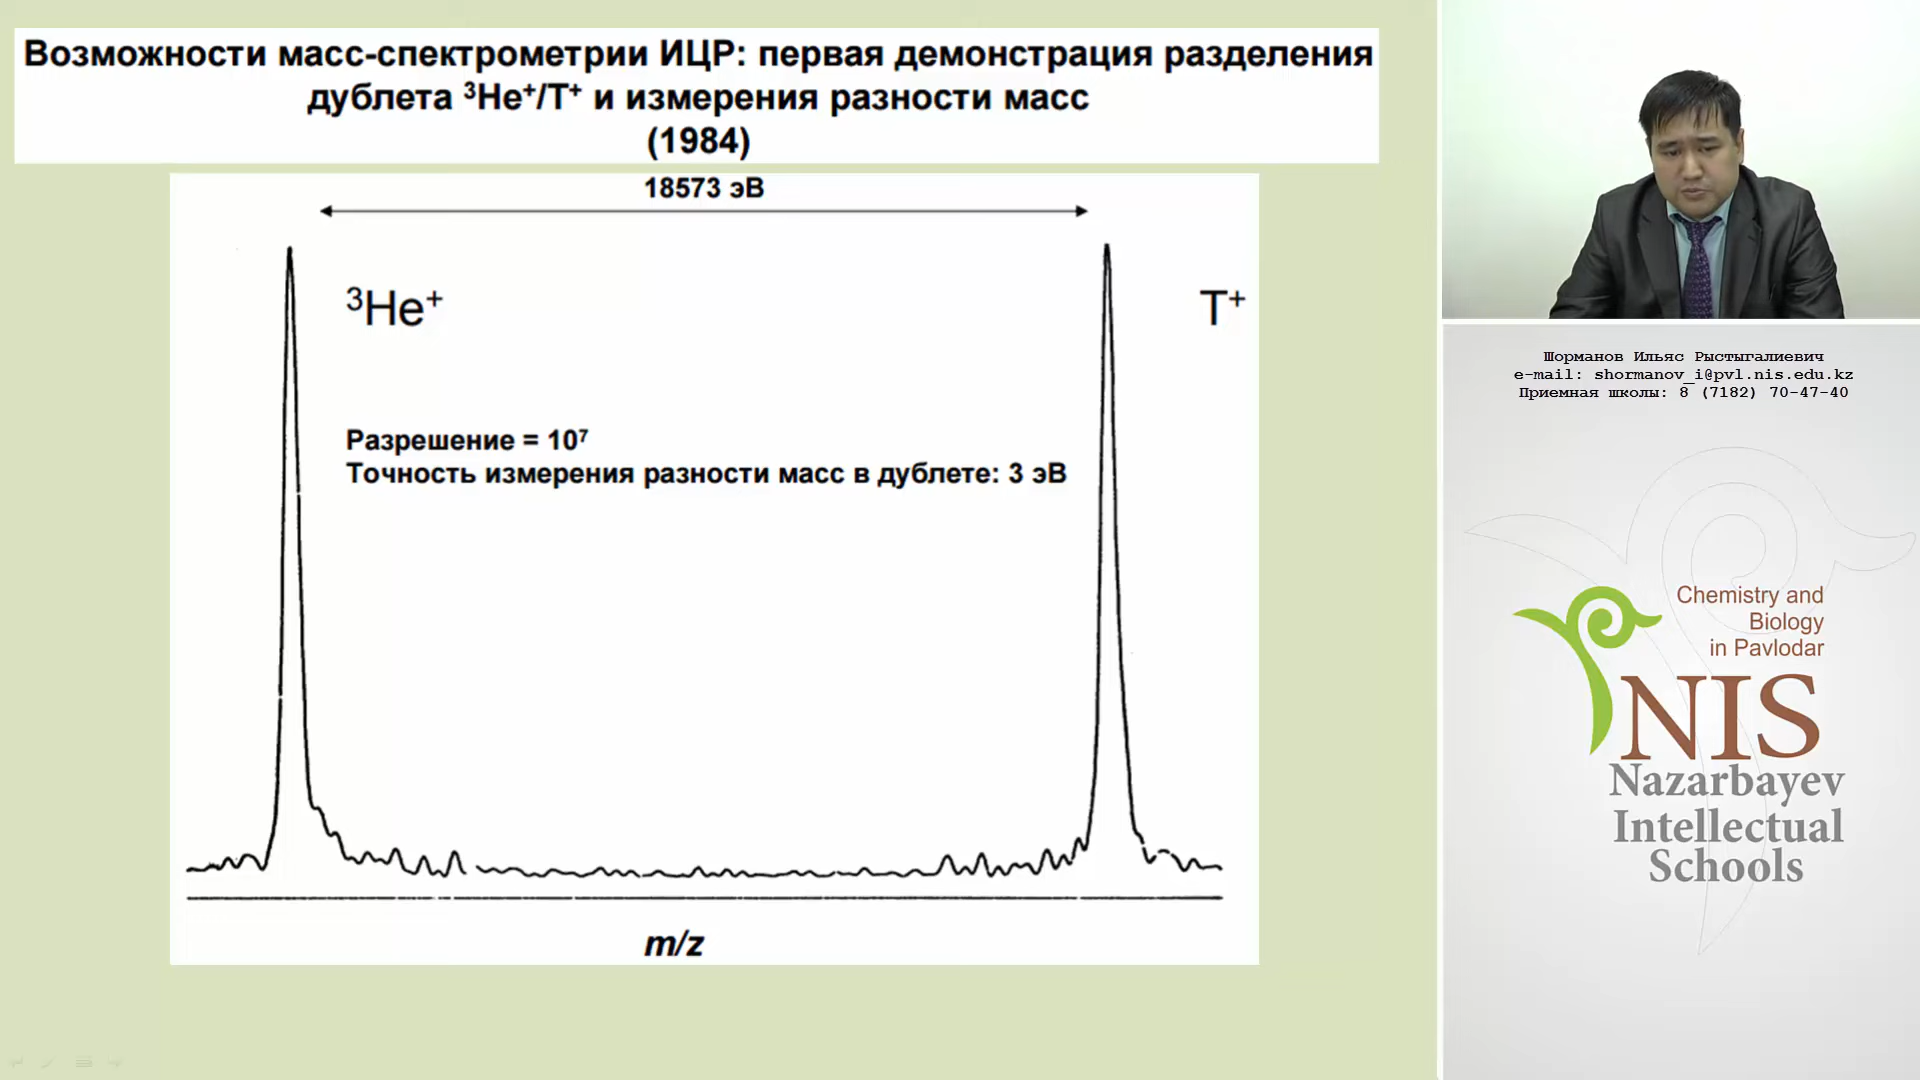 Возможности масс-спектрометрии ИЦР: первая демонстрация разделения
дублета ³He⁺/T⁺ и измерения разности масс
(1984)
18573 эВ
³He⁺
T⁺
Разрешение = 10⁷
Точность измерения разности масс в дублете: 3 эВ
m/z
Шорманов Ильяс Рыстыгалиевич
e-mail: shormanov_i@pvl.nis.edu.kz
Приемная школы: 8 (7182) 70-47-40
Chemistry and
Biology
in Pavlodar
NIS
Nazarbayev
Intellectual
Schools